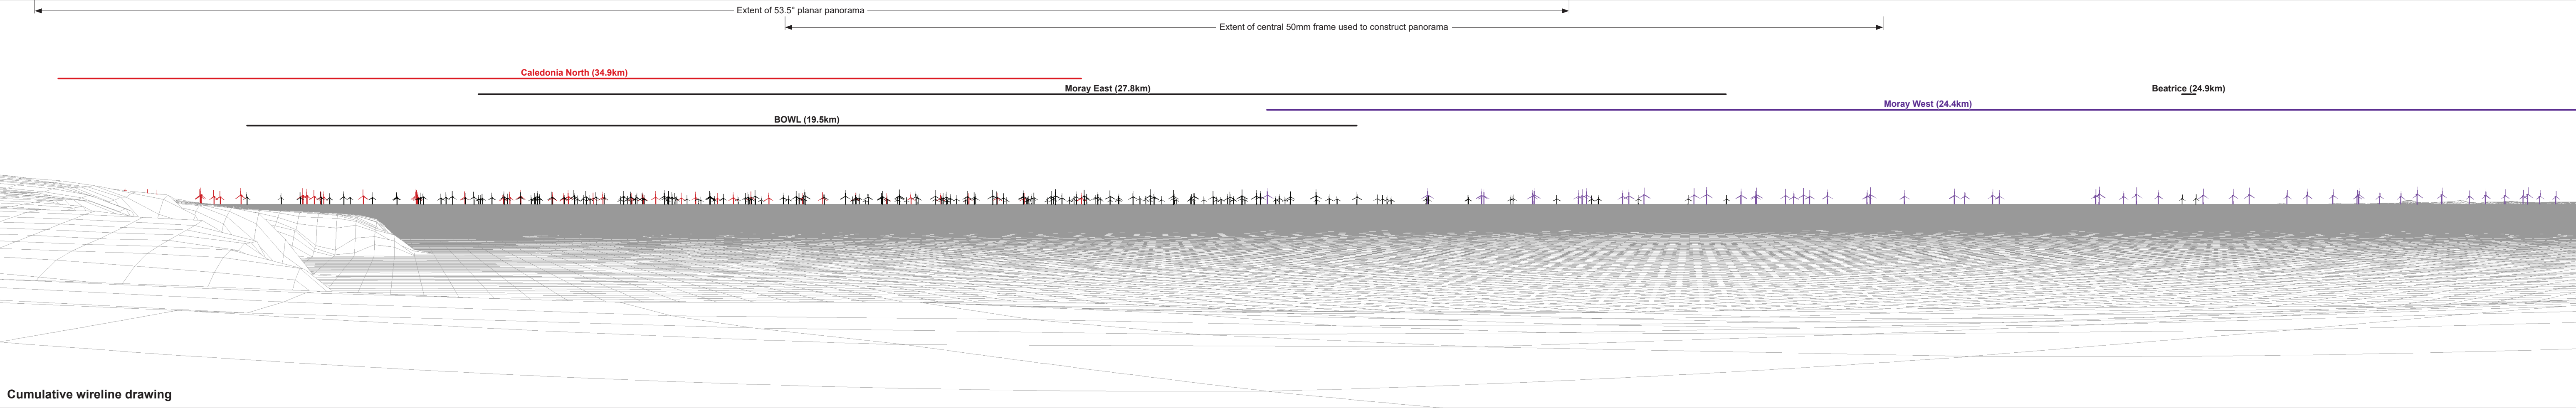 Extent of 53.5° planar panorama
Extent of central 50mm frame used to construct panorama
Caledonia North (34.9km)
Moray East (27.8km)
Beatrice (24.9km)
Moray West (24.4km)
BOWL (19.5km)
Cumulative wireline drawing